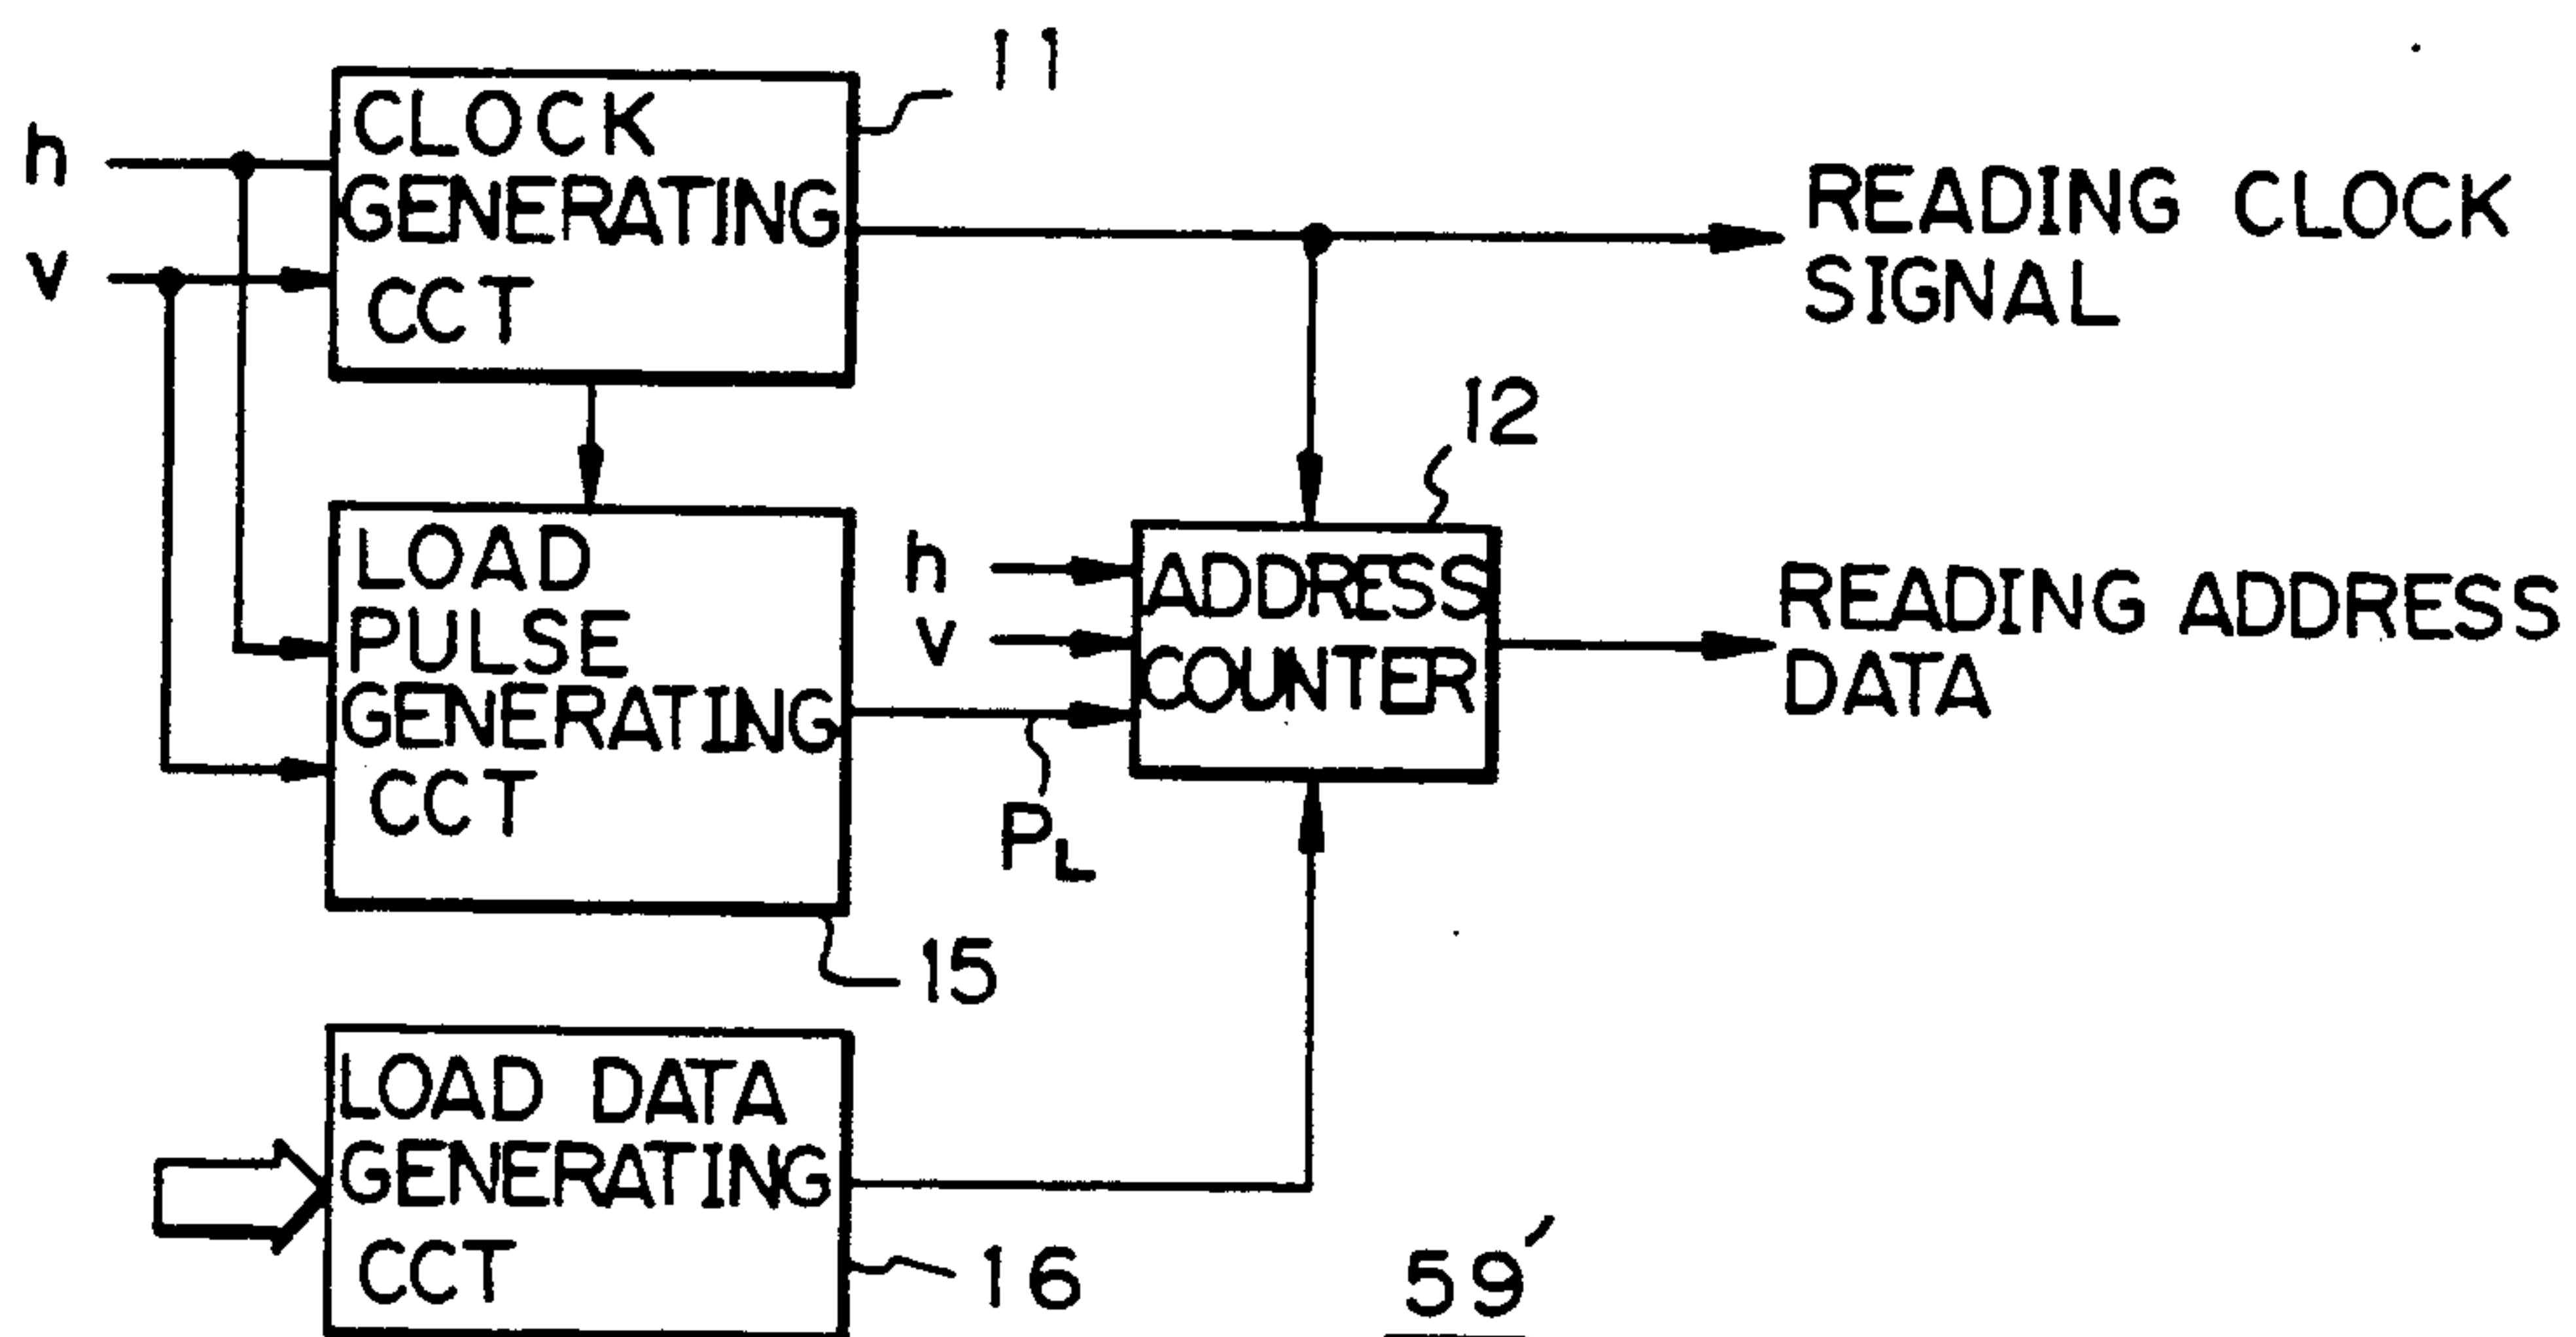 11
h
v
CLOCK
GENERATING
CCT
READING CLOCK
SIGNAL
12
LOAD
PULSE
GENERATING
CCT
h
v
ADDRESS
COUNTER
READING ADDRESS
DATA
PL
15
LOAD DATA
GENERATING
CCT
16
59'